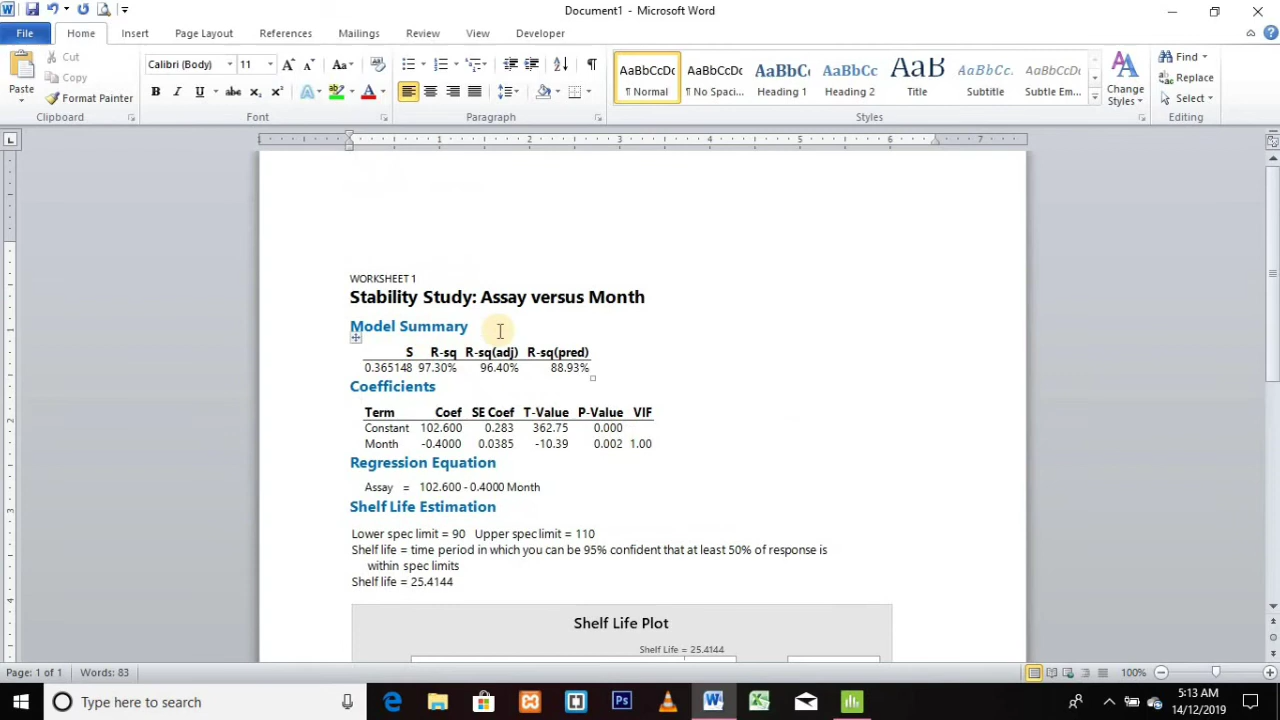 Document1 - Microsoft Word
File Home Insert Page Layout References Mailings Review View Developer
Paste
Cut
Copy
Format Painter
Clipboard
Calibri (Body) 11
Font
Paragraph
AaBbCcDc AaBbCcDc AaBbCc AaBbCc AaB AaBbCc. AaBbCcDc
¶ Normal ¶ No Spaci... Heading 1 Heading 2 Title Subtitle Subtle Em...
Change Styles
Styles
Find
Replace
Select
Editing
1 2 3 4 5 6 7
WORKSHEET 1
Stability Study: Assay versus Month
Model Summary
S R-sq R-sq(adj) R-sq(pred)
0.365148 97.30% 96.40% 88.93%
Coefficients
Term Coef SE Coef T-Value P-Value VIF
Constant 102.600 0.283 362.75 0.000
Month -0.4000 0.0385 -10.39 0.002 1.00
Regression Equation
Assay = 102.600 - 0.4000 Month
Shelf Life Estimation
Lower spec limit = 90 Upper spec limit = 110
Shelf life = time period in which you can be 95% confident that at least 50% of response is
within spec limits
Shelf life = 25.4144
Shelf Life Plot
Shelf Life = 25.4144
Page: 1 of 1 Words: 83 100%
Type here to search
5:13 AM
14/12/2019